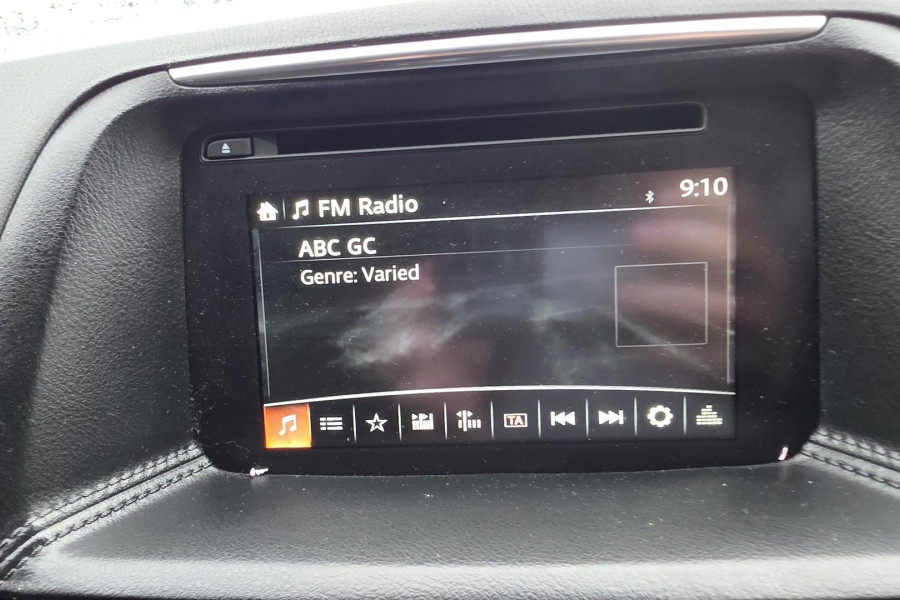 FM Radio
9:10
ABC GC
Genre: Varied
TA